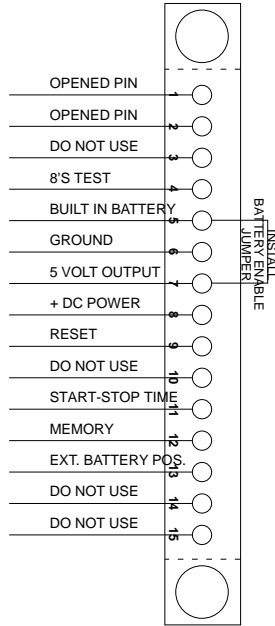 OPENED PIN 1
OPENED PIN 2
DO NOT USE 3
8'S TEST 4
BUILT IN BATTERY 5
GROUND 6
5 VOLT OUTPUT 7
+ DC POWER 8
RESET 9
DO NOT USE 10
START-STOP TIME 11
MEMORY 12
EXT. BATTERY POS. 13
DO NOT USE 14
DO NOT USE 15
INSTALL
BATTERY ENABLE
JUMPER